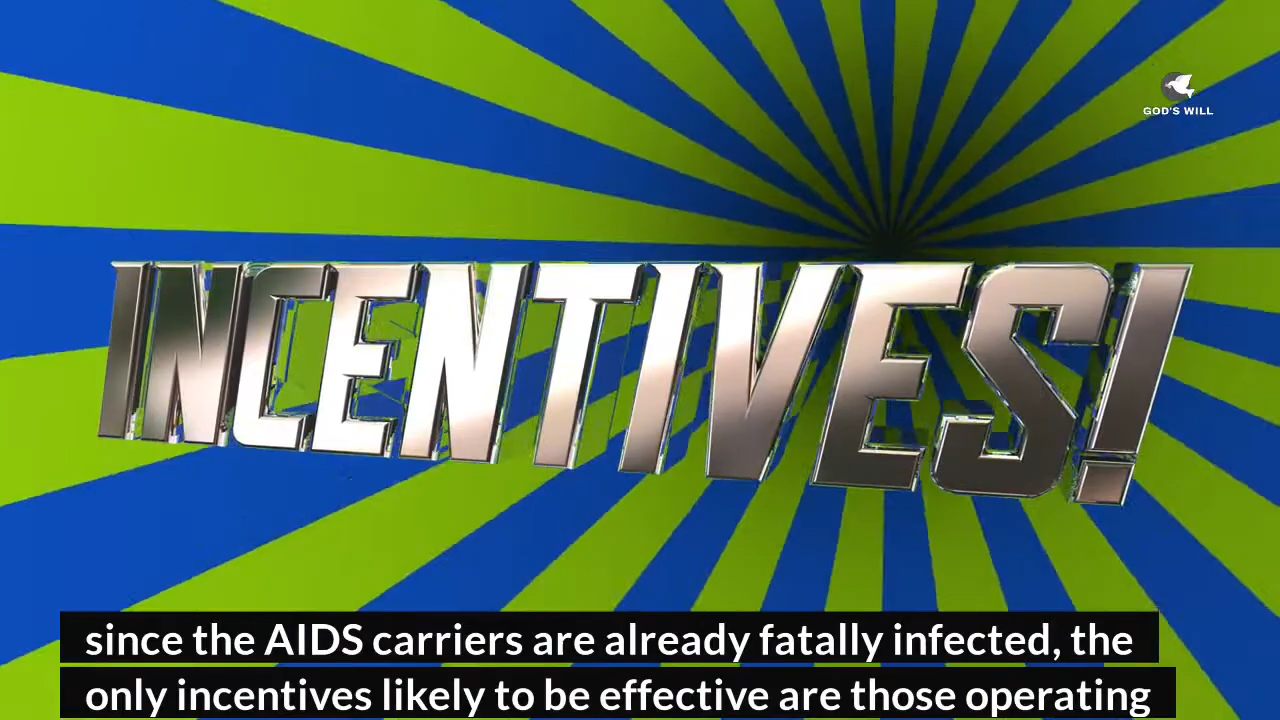 GOD'S WILL
INCENTIVES!
since the AIDS carriers are already fatally infected, the
only incentives likely to be effective are those operating